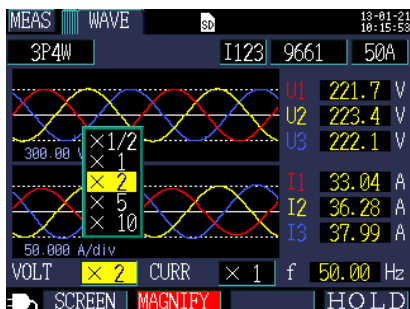 MEAS WAVE SD 13-01-21
10:15:53
3P4W I123 9661 50A
U1 221.7 V
U2 223.4 V
U3 222.1 V
300.00 V
×1/2
× 1
× 2
× 5
× 10
I1 33.04 A
I2 36.28 A
I3 37.99 A
50.000 A/div
VOLT × 2 CURR × 1 f 50.00 Hz
SCREEN MAGNIFY HOLD